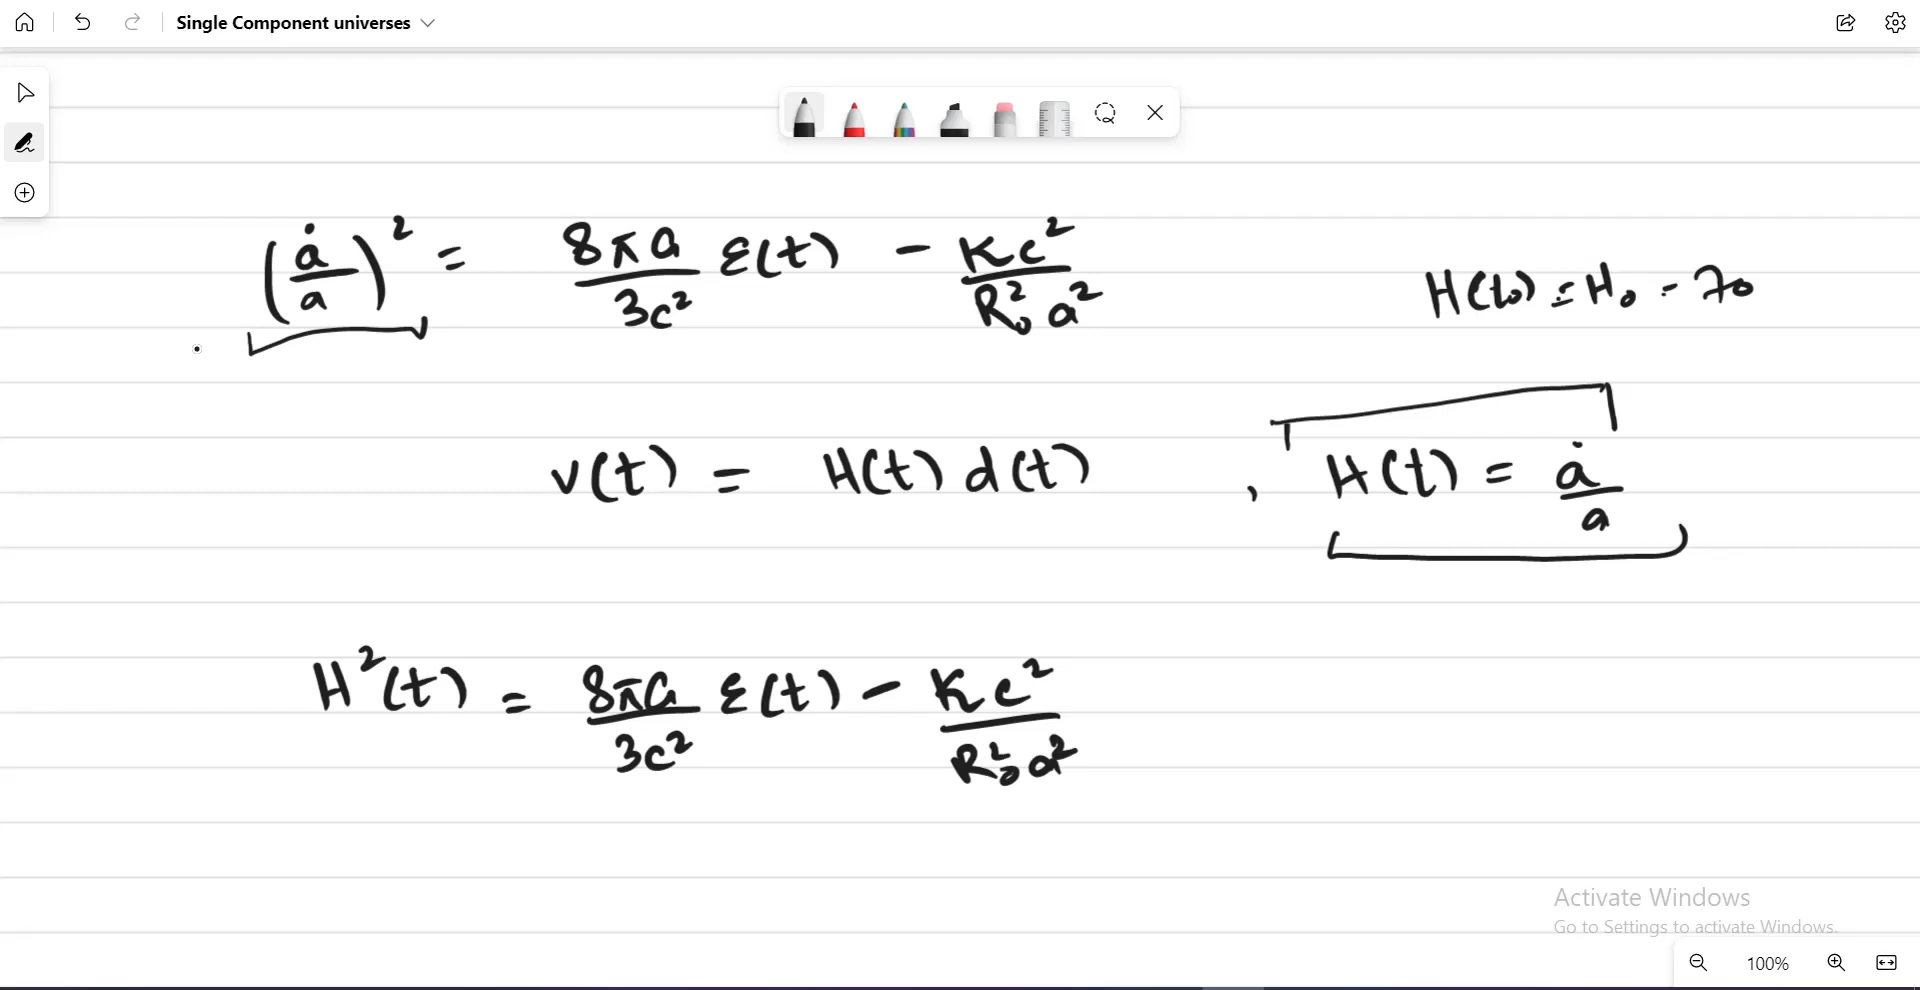 Single Component universes
(ȧ/a)² = 8πG/3c² ε(t) − κc²/R₀²a²
H(t₀) = H₀ = 70
v(t) = H(t) d(t) , H(t) = ȧ/a
H²(t) = 8πG/3c² ε(t) − κc²/R₀²a²
Activate Windows
Go to Settings to activate Windows.
100%